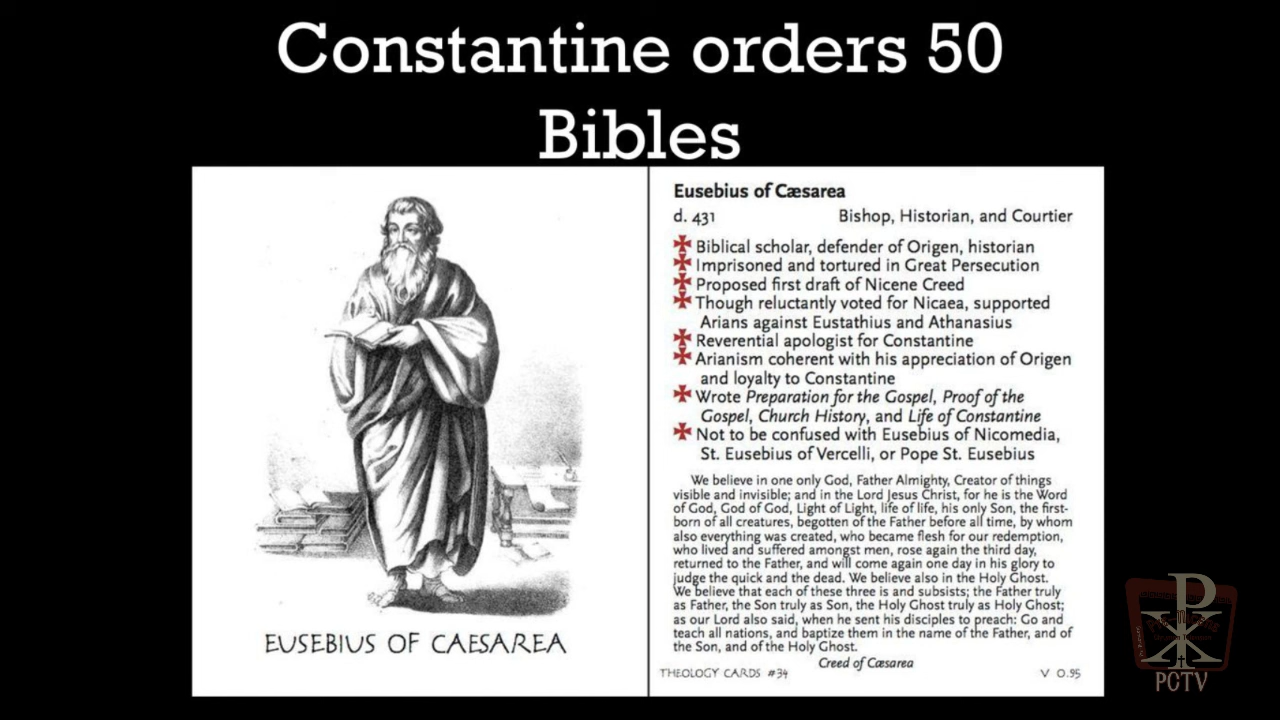 Constantine orders 50
Bibles
EUSEBIUS OF CAESAREA
Eusebius of Cæsarea
d. 431 Bishop, Historian, and Courtier
Biblical scholar, defender of Origen, historian
Imprisoned and tortured in Great Persecution
Proposed first draft of Nicene Creed
Though reluctantly voted for Nicaea, supported
Arians against Eustathius and Athanasius
Reverential apologist for Constantine
Arianism coherent with his appreciation of Origen
and loyalty to Constantine
Wrote Preparation for the Gospel, Proof of the
Gospel, Church History, and Life of Constantine
Not to be confused with Eusebius of Nicomedia,
St. Eusebius of Vercelli, or Pope St. Eusebius
We believe in one only God, Father Almighty, Creator of things
visible and invisible; and in the Lord Jesus Christ, for he is the Word
of God, God of God, Light of Light, life of life, his only Son, the first-
born of all creatures, begotten of the Father before all time, by whom
also everything was created, who became flesh for our redemption,
who lived and suffered amongst men, rose again the third day,
returned to the Father, and will come again one day in his glory to
judge the quick and the dead. We believe also in the Holy Ghost.
We believe that each of these three is and subsists; the Father truly
as Father, the Son truly as Son, the Holy Ghost truly as Holy Ghost;
as our Lord also said, when he sent his disciples to preach: Go and
teach all nations, and baptize them in the name of the Father, and of
the Son, and of the Holy Ghost.
Creed of Cæsarea
THEOLOGY CARDS #34 V 0.95
PCTV